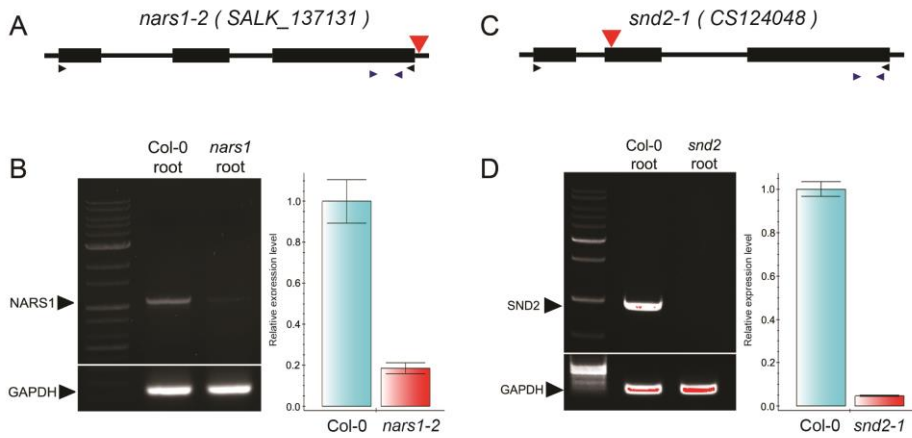 A
nars1-2 ( SALK_137131)
C
snd2-1 ( CS124048 )
B
Col-0 nars1
root root
NARS1
GAPDH
Relative expression level
1.0
0.8
0.6
0.4
0.2
0.0
Col-0 nars1-2
D
Col-0 snd2
root root
SND2
GAPDH
Relative expression level
1.0
0.8
0.6
0.4
0.2
0.0
Col-0 snd2-1